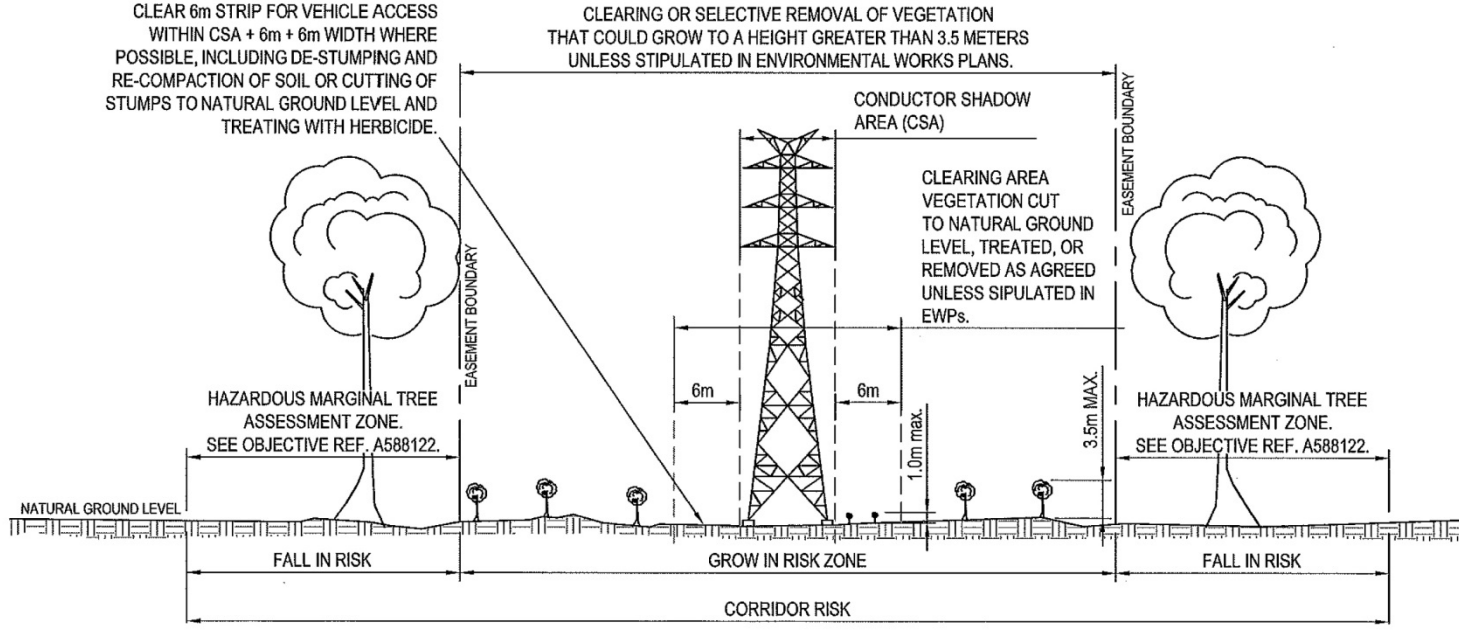 CLEAR 6m STRIP FOR VEHICLE ACCESS
WITHIN CSA + 6m + 6m WIDTH WHERE
POSSIBLE, INCLUDING DE-STUMPING AND
RE-COMPACTION OF SOIL OR CUTTING OF
STUMPS TO NATURAL GROUND LEVEL AND
TREATING WITH HERBICIDE.
CLEARING OR SELECTIVE REMOVAL OF VEGETATION
THAT COULD GROW TO A HEIGHT GREATER THAN 3.5 METERS
UNLESS STIPULATED IN ENVIRONMENTAL WORKS PLANS.
CONDUCTOR SHADOW
AREA (CSA)
EASEMENT BOUNDARY
CLEARING AREA
VEGETATION CUT
TO NATURAL GROUND
LEVEL, TREATED, OR
REMOVED AS AGREED
UNLESS SIPULATED IN
EWPs.
EASEMENT BOUNDARY
6m
6m
HAZARDOUS MARGINAL TREE
ASSESSMENT ZONE.
SEE OBJECTIVE REF. A588122.
1.0m max.
3.5m MAX.
HAZARDOUS MARGINAL TREE
ASSESSMENT ZONE.
SEE OBJECTIVE REF. A588122.
NATURAL GROUND LEVEL
FALL IN RISK
GROW IN RISK ZONE
FALL IN RISK
CORRIDOR RISK